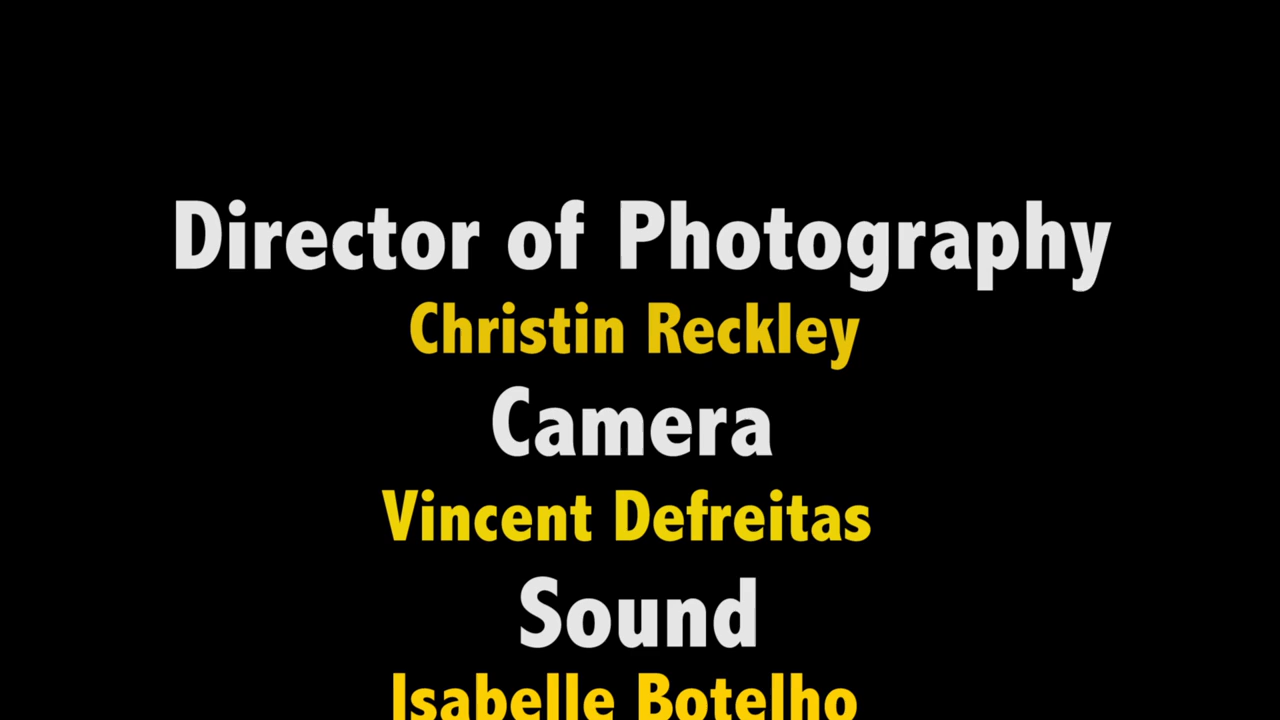 Director of Photography
Christin Reckley
Camera
Vincent Defreitas
Sound
Isabelle Botelho